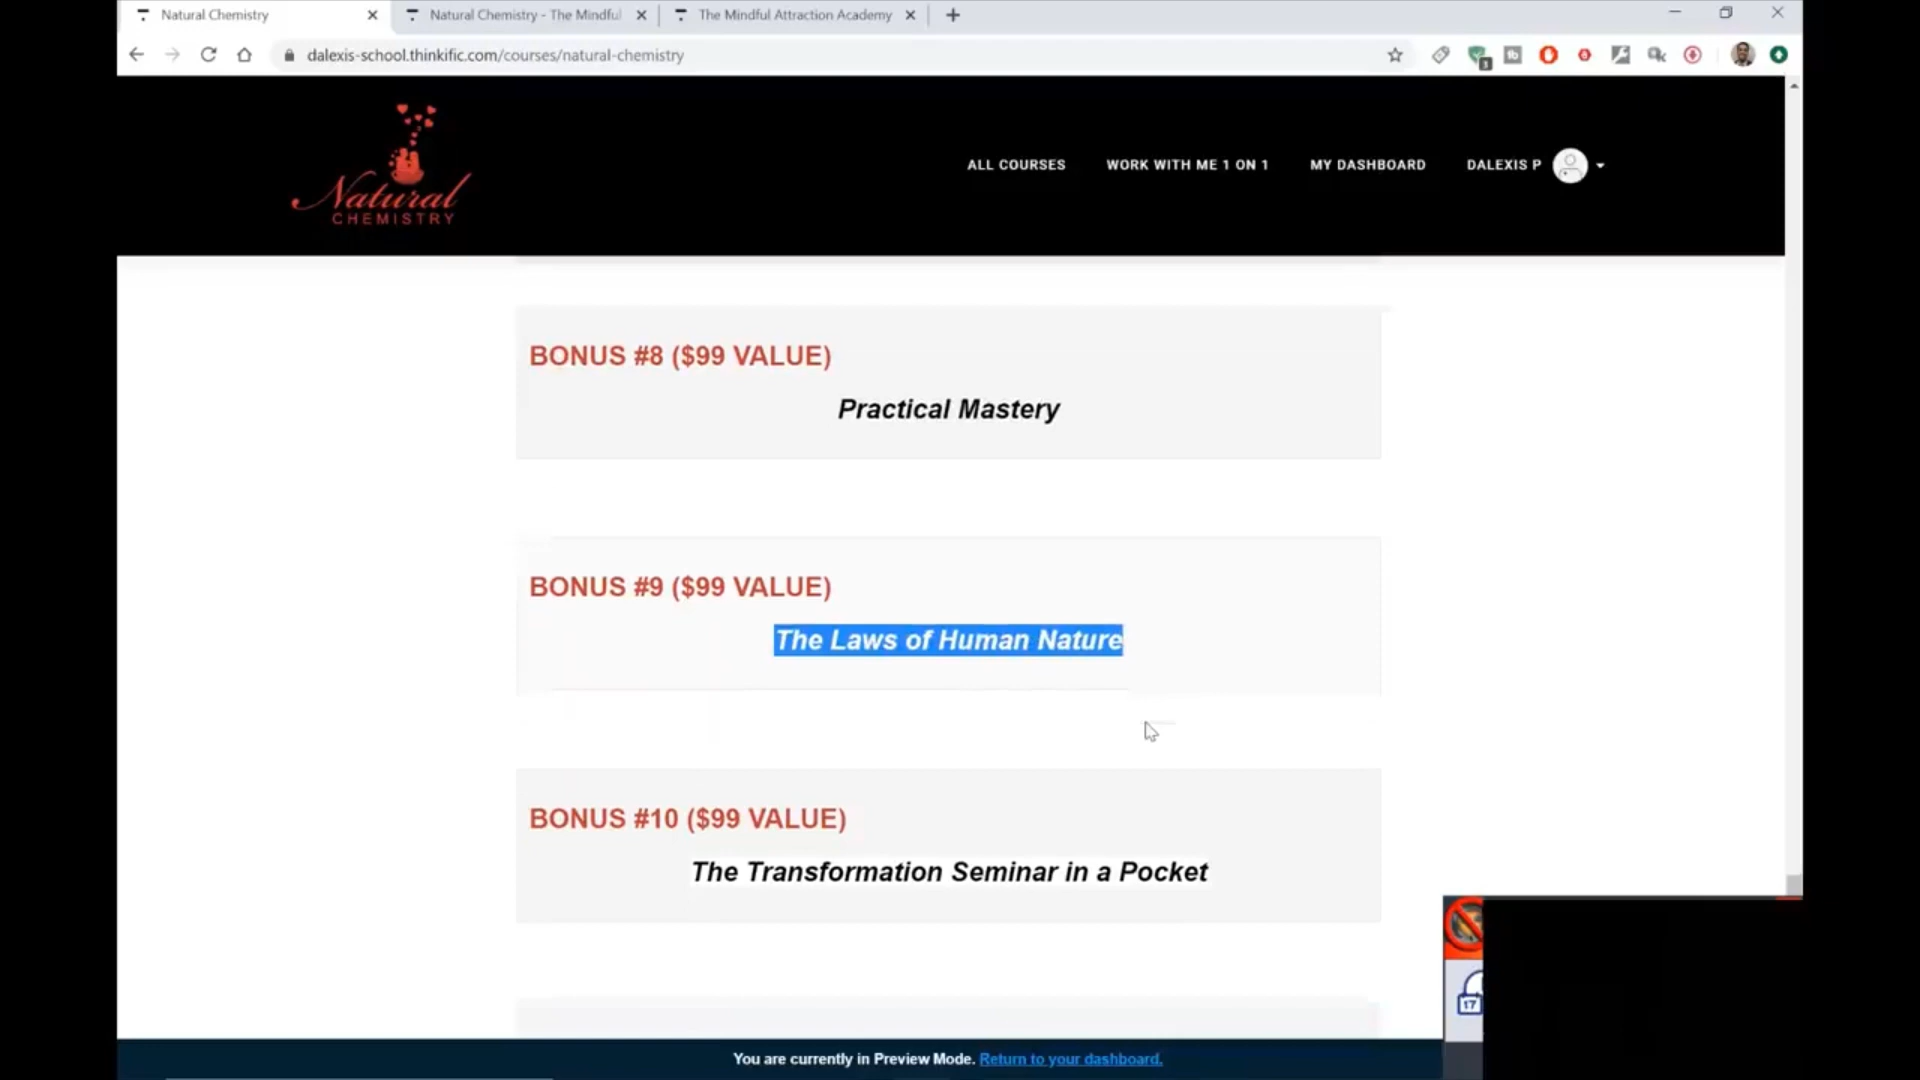 Natural Chemistry
Natural Chemistry - The Mindful
The Mindful Attraction Academy
dalexis-school.thinkific.com/courses/natural-chemistry
Natural
CHEMISTRY
ALL COURSES
WORK WITH ME 1 ON 1
MY DASHBOARD
DALEXIS P
BONUS #8 ($99 VALUE)
Practical Mastery
BONUS #9 ($99 VALUE)
The Laws of Human Nature
BONUS #10 ($99 VALUE)
The Transformation Seminar in a Pocket
17
You are currently in Preview Mode. Return to your dashboard.